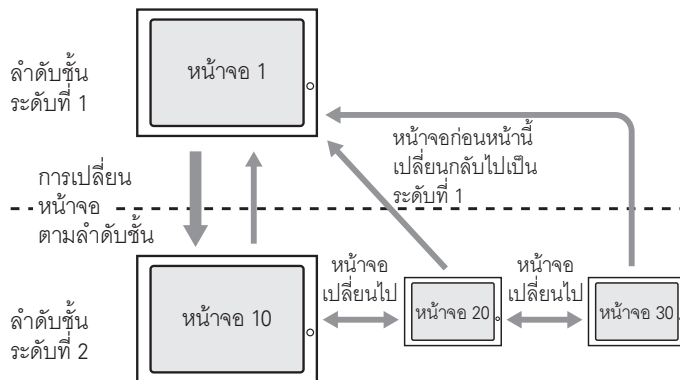 ลำดับชั้น
ระดับที่ 1
หน้าจอ 1
หน้าจอก่อนหน้านี้
เปลี่ยนกลับไปเป็น
ระดับที่ 1
การเปลี่ยน
หน้าจอ
ตามลำดับชั้น
ลำดับชั้น
ระดับที่ 2
หน้าจอ 10
หน้าจอ
เปลี่ยนไป
หน้าจอ 20
หน้าจอ
เปลี่ยนไป
หน้าจอ 30